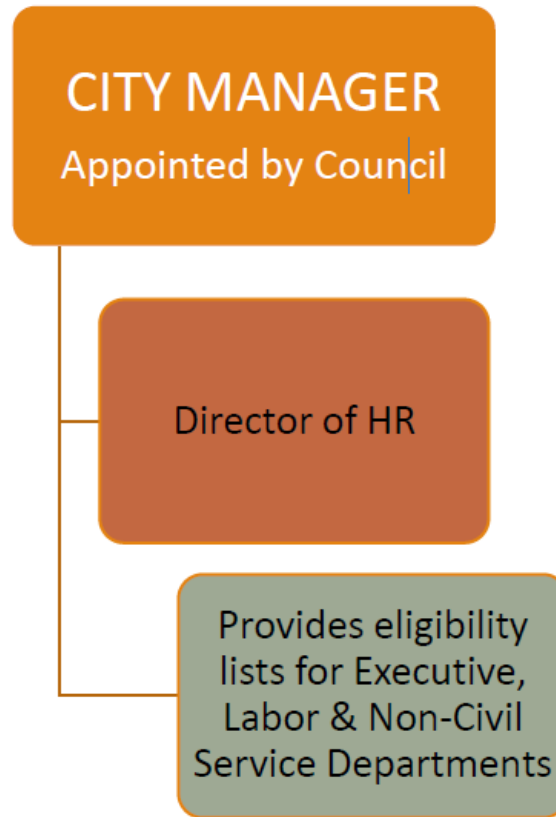 CITY MANAGER
Appointed by Council
Director of HR
Provides eligibility
lists for Executive,
Labor & Non-Civil
Service Departments